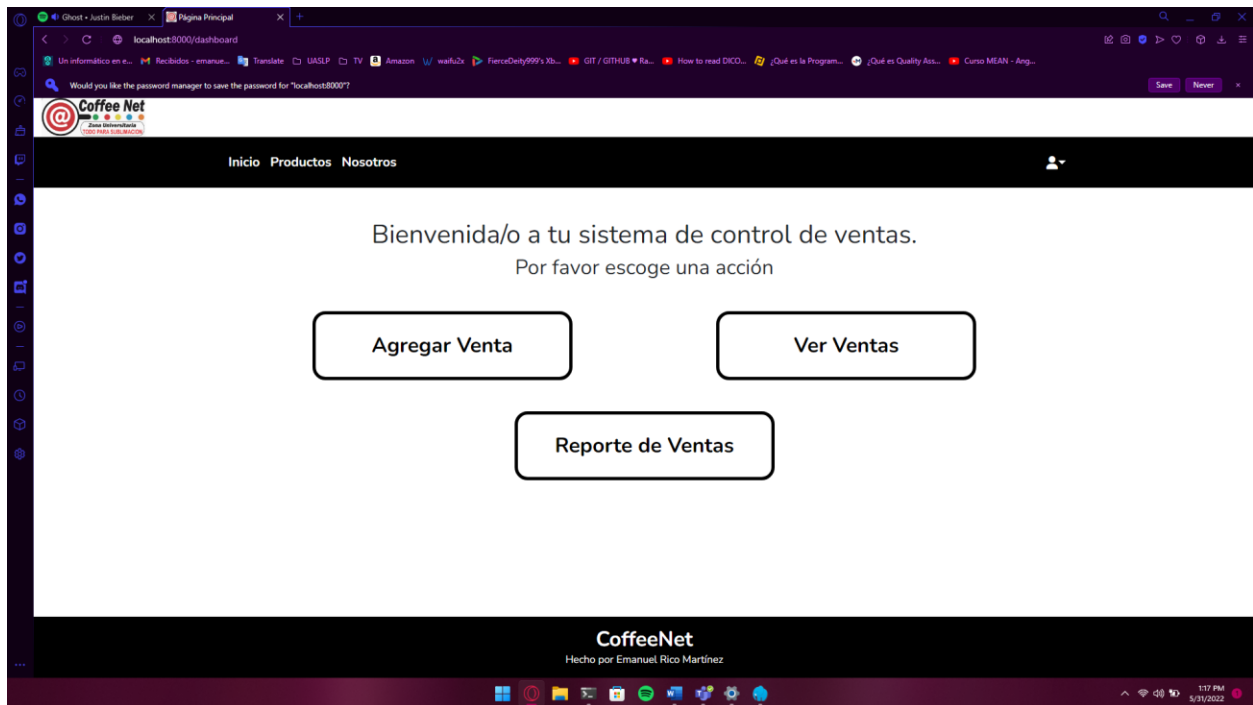 Ghost • Justin Bieber
Página Principal
localhost:8000/dashboard
Un informático en e...
Recibidos - emanue...
Translate
UASLP
TV
Amazon
waifu2x
FierceDeity999's Xb...
GIT / GITHUB ♥ Ra...
How to read DICO...
¿Qué es la Program...
¿Qué es Quality Ass...
Curso MEAN - Ang...
Would you like the password manager to save the password for "localhost:8000"?
Save
Never
Coffee Net
Zona Universitaria
TODO PARA SUBLIMACION
Inicio Productos Nosotros
Bienvenida/o a tu sistema de control de ventas.
Por favor escoge una acción
Agregar Venta
Ver Ventas
Reporte de Ventas
CoffeeNet
Hecho por Emanuel Rico Martínez
1:17 PM
5/31/2022